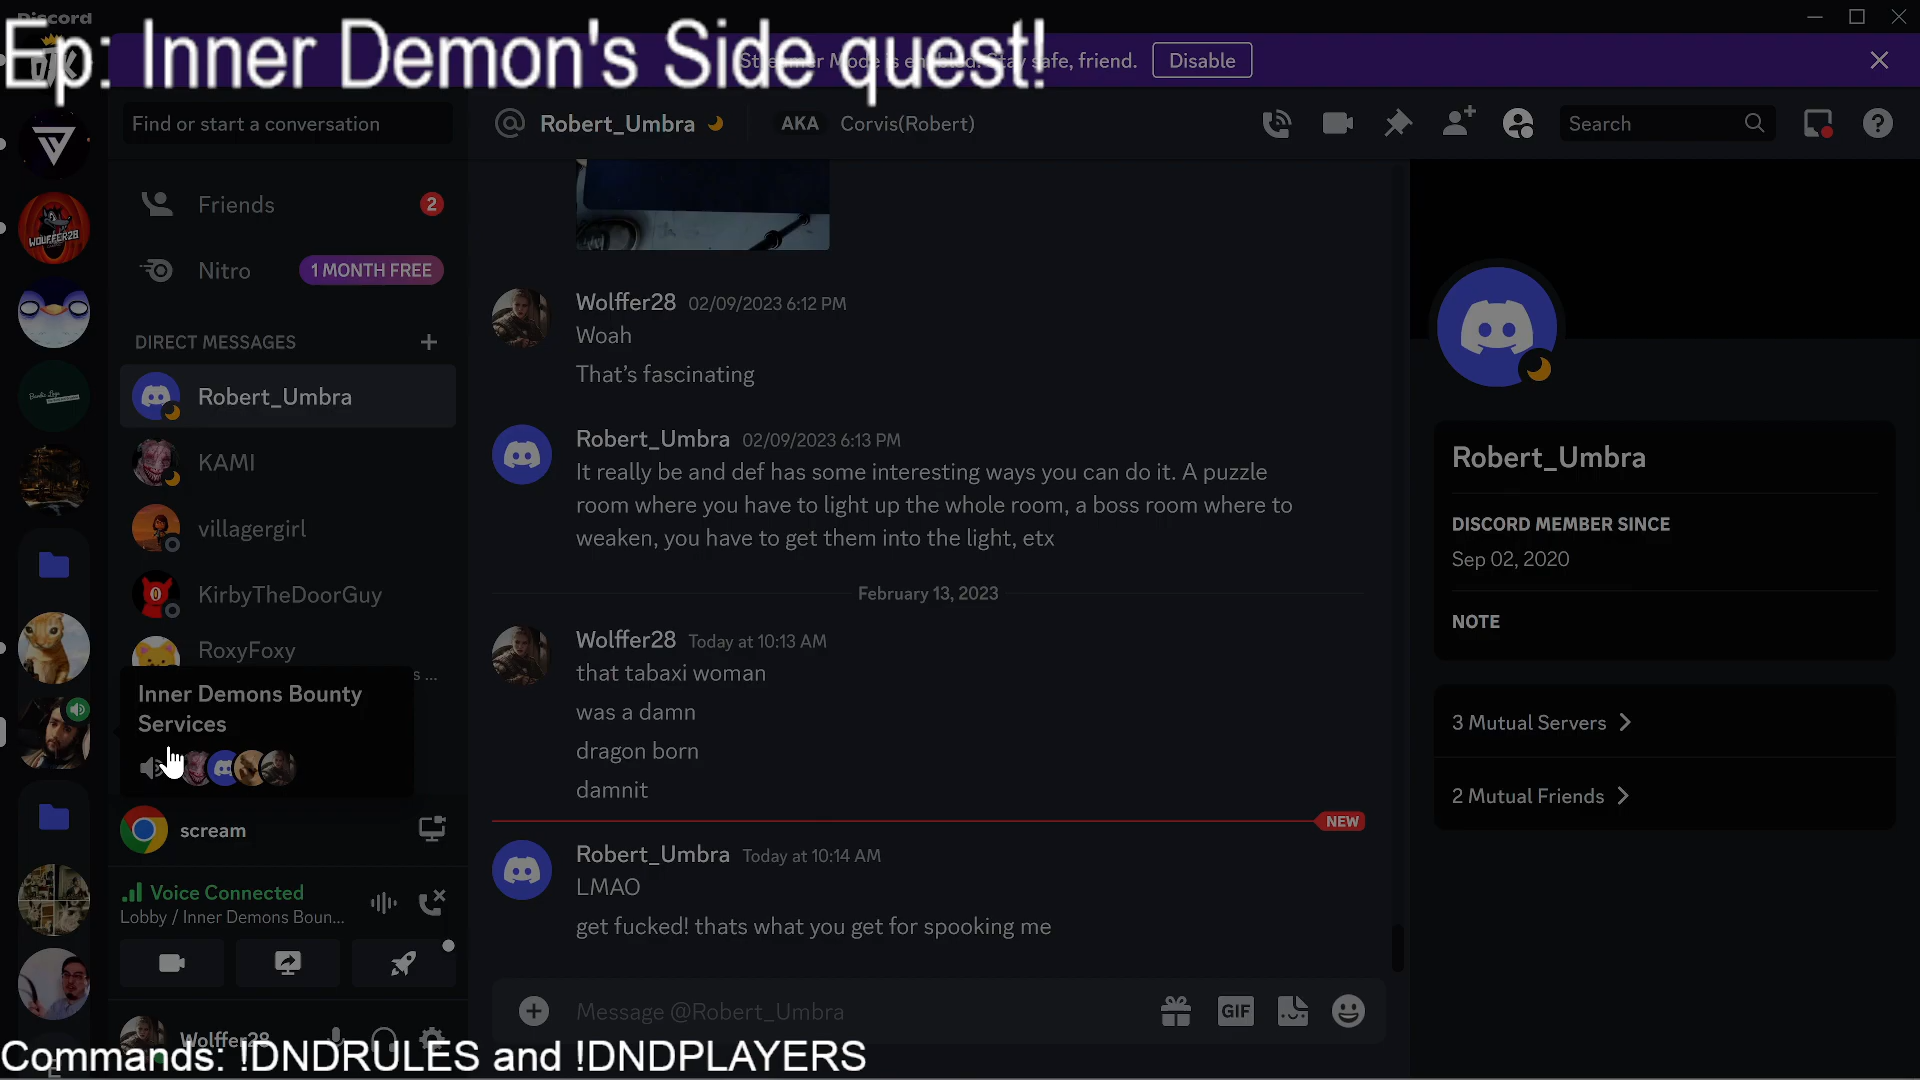 Discord
Ep: Inner Demon's Side quest!
safe, friend.
Disable
Find or start a conversation
Robert_Umbra
AKA
Corvis(Robert)
Search
Friends
2
Nitro
1 MONTH FREE
DIRECT MESSAGES
Robert_Umbra
KAMI
villagergirl
KirbyTheDoorGuy
RoxyFoxy
s ...
Inner Demons Bounty
Services
scream
Voice Connected
Lobby / Inner Demons Boun...
Wolffer28
WOLFFER28
Wolffer28 02/09/2023 6:12 PM
Woah
That's fascinating
Robert_Umbra 02/09/2023 6:13 PM
It really be and def has some interesting ways you can do it. A puzzle
room where you have to light up the whole room, a boss room where to
weaken, you have to get them into the light, etx
February 13, 2023
Wolffer28 Today at 10:13 AM
that tabaxi woman
was a damn
dragon born
damnit
NEW
Robert_Umbra Today at 10:14 AM
LMAO
get fucked! thats what you get for spooking me
Message @Robert_Umbra
GIF
Robert_Umbra
DISCORD MEMBER SINCE
Sep 02, 2020
NOTE
3 Mutual Servers
2 Mutual Friends
Commands: !DNDRULES and !DNDPLAYERS